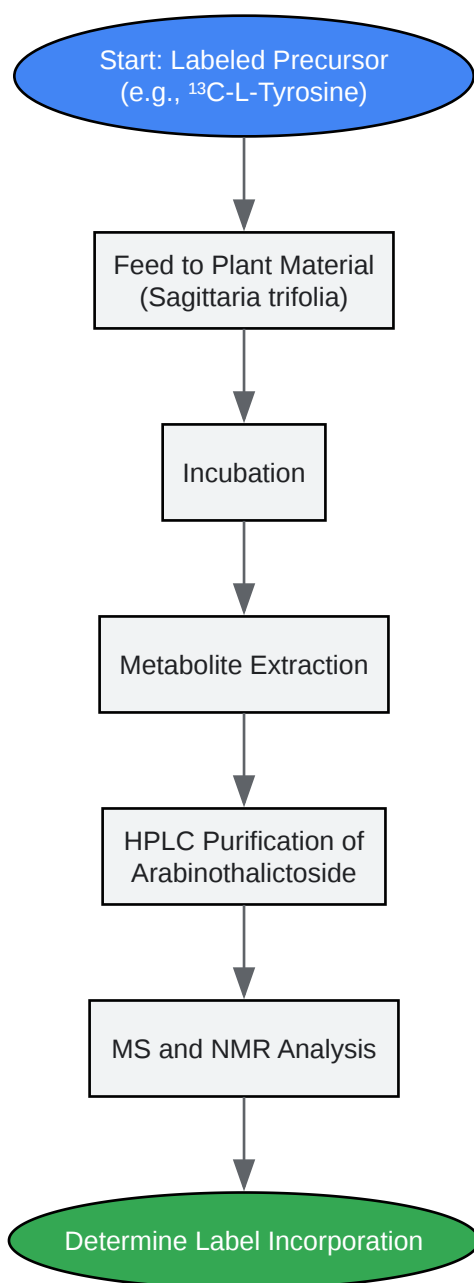 Start: Labeled Precursor
(e.g., ¹³C-L-Tyrosine)
Feed to Plant Material
(Sagittaria trifolia)
Incubation
Metabolite Extraction
HPLC Purification of
Arabinothalictoside
MS and NMR Analysis
Determine Label Incorporation